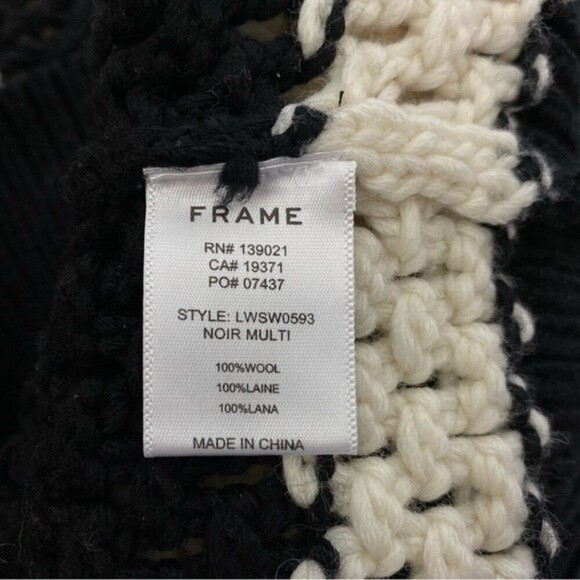 FRAME
RN# 139021
CA# 19371
PO# 07437
STYLE: LWSW0593
NOIR MULTI
100%WOOL
100%LAINE
100%LANA
MADE IN CHINA